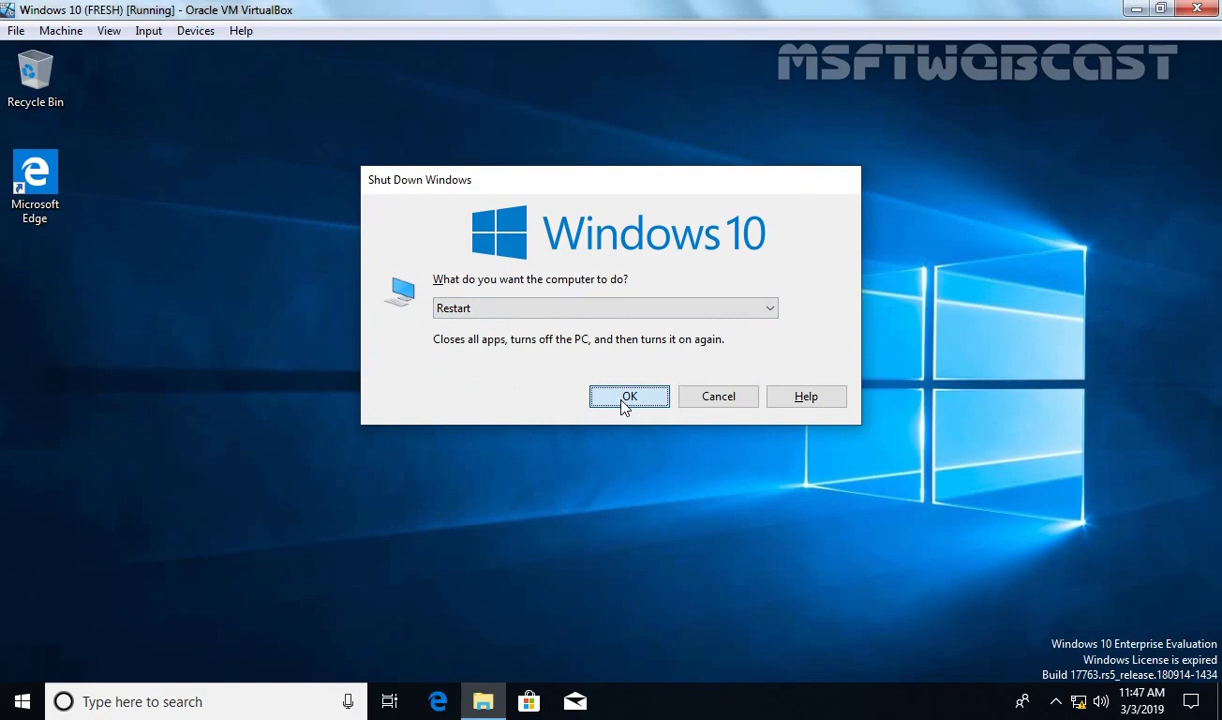 Windows 10 (FRESH) [Running] - Oracle VM VirtualBox
File Machine View Input Devices Help
MSFTWEBCAST
Recycle Bin
Microsoft
Edge
Shut Down Windows
Windows 10
What do you want the computer to do?
Restart
Closes all apps, turns off the PC, and then turns it on again.
OK Cancel Help
Windows 10 Enterprise Evaluation
Windows License is expired
Build 17763.rs5_release.180914-1434
Type here to search
11:47 AM
3/3/2019